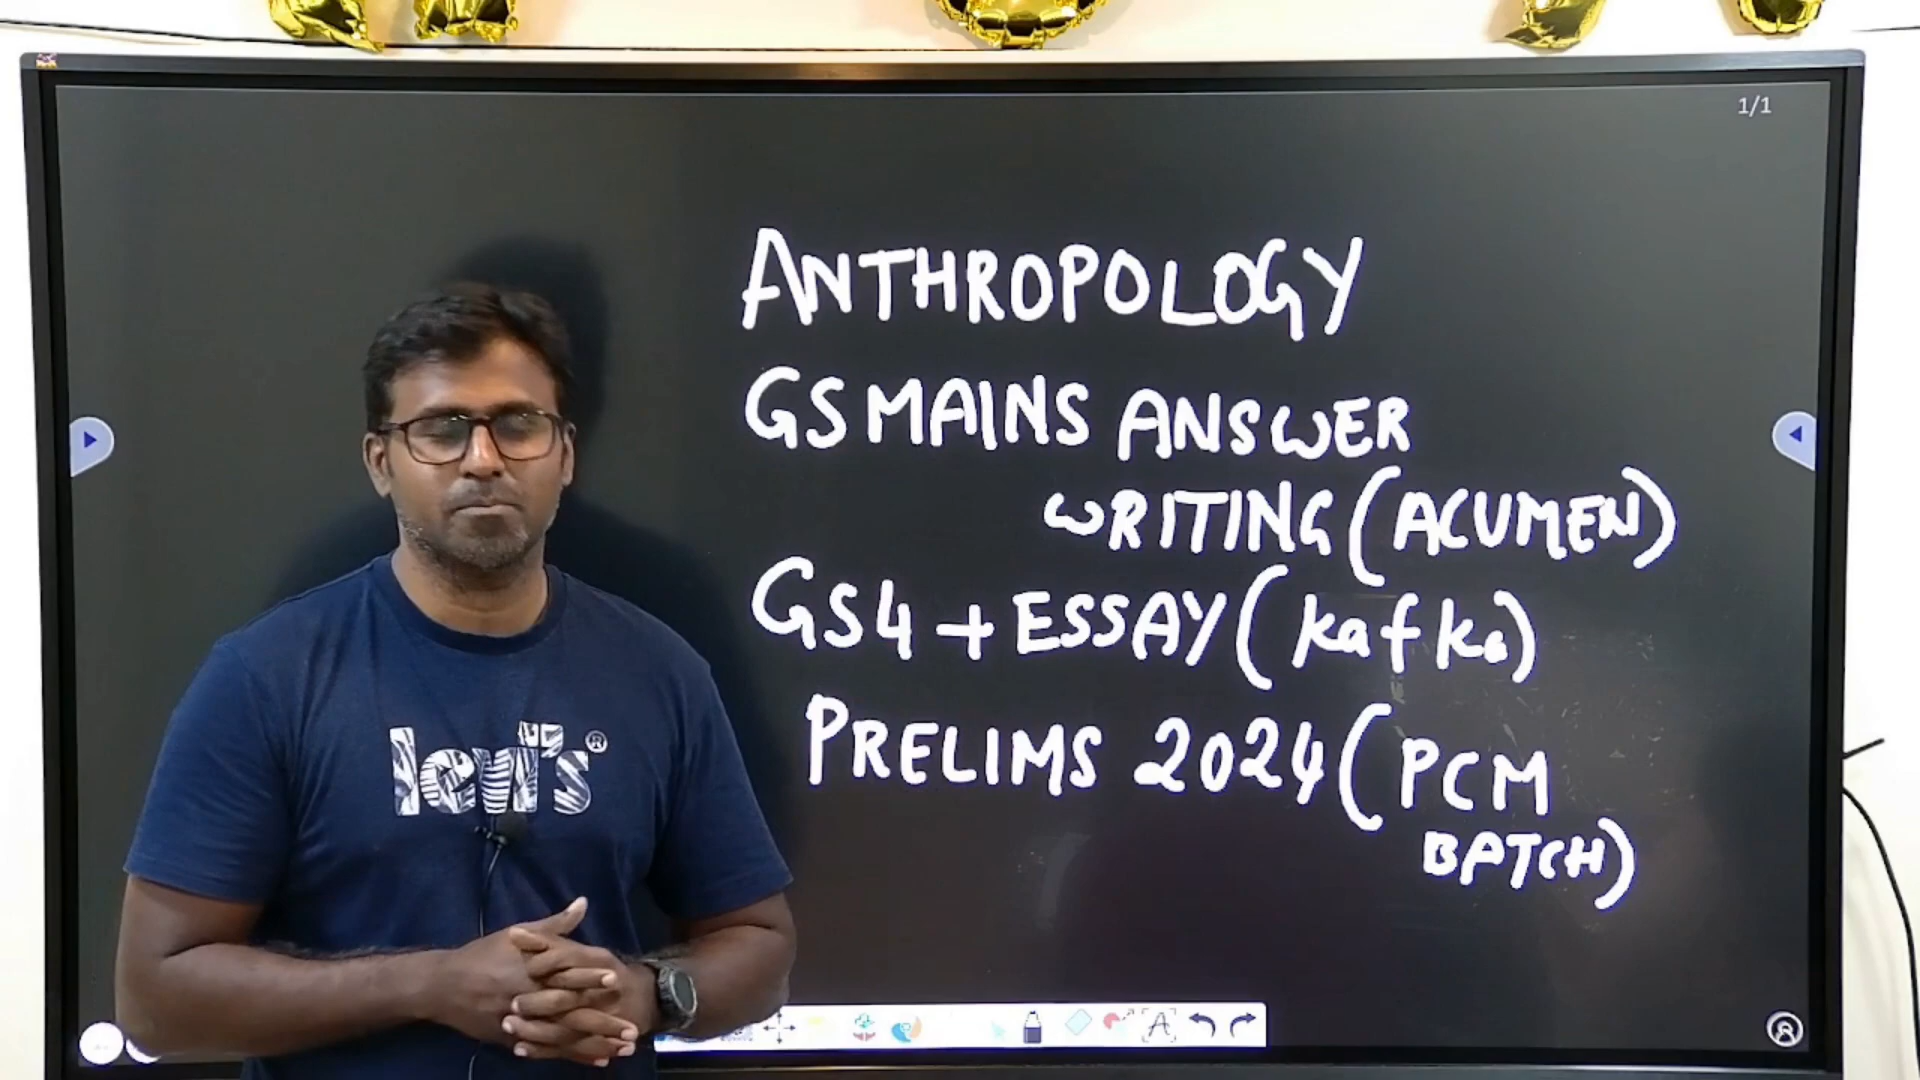 1/1
ANTHROPOLOGY
GS MAINS ANSWER
WRITING (ACUMEN)
GS4 + ESSAY (Kafka)
PRELIMS 2024 (PCM
BATCH)
levi's®
A